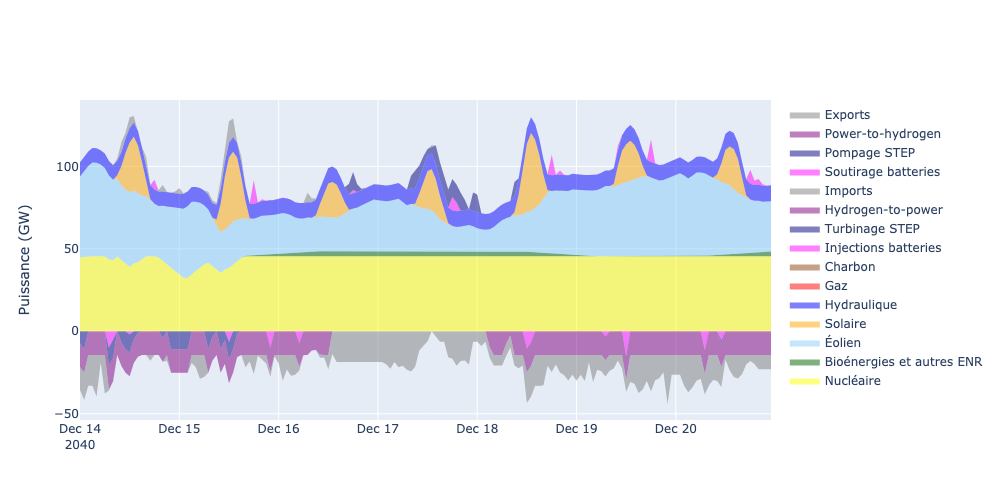 Puissance (GW)
100
50
0
−50
Dec 14
2040
Dec 15
Dec 16
Dec 17
Dec 18
Dec 19
Dec 20
Exports
Power-to-hydrogen
Pompage STEP
Soutirage batteries
Imports
Hydrogen-to-power
Turbinage STEP
Injections batteries
Charbon
Gaz
Hydraulique
Solaire
Éolien
Bioénergies et autres ENR
Nucléaire